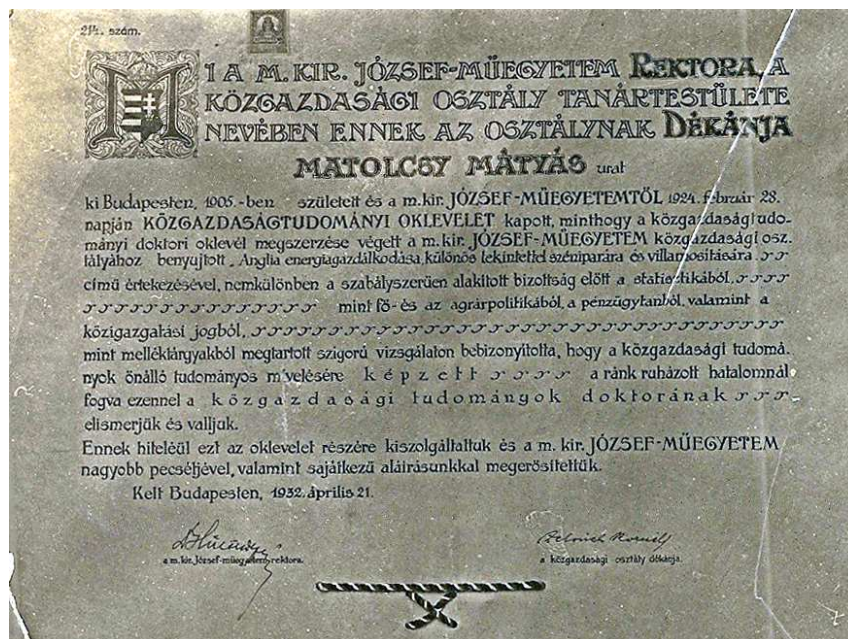 214. szám.
MI A M. KIR. JÓZSEF-MŰEGYETEM REKTORA, A
KÖZGAZDASÁGI OSZTÁLY TANÁRTESTÜLETE
NEVÉBEN ENNEK AZ OSZTÁLYNAK DÉKÁNJA
MATOLCSY MÁTYÁS urat
ki Budapesten, 1905.-ben született és a m. kir. JÓZSEF-MŰEGYETEMTŐL 1924. február 28.
napján KÖZGAZDASÁGTUDOMÁNYI OKLEVELET kapott, minthogy a közgazdaságtudo-
mányi doktori oklevél megszerzése végett a m. kir. JÓZSEF-MŰEGYETEM közgazdasági osz.
tályához benyujtott „Anglia energiagazdálkodása, különös tekintettel széniparára és villamosítására.
című értekezésével, nemkülönben a szabályszerűen alakított bizottság előtt a statisztikából,
mint fő- és az agrárpolitikából, a pénzügytanból, valamint a
közigazgatási jogból,
mint melléktárgyakból megtartott szigorú vizsgálaton bebizonyította, hogy a közgazdasági tudomá.
nyok önálló tudományos mívelésére képzett a ránk ruházott hatalomnál
fogva ezennel a közgazdasági tudományok doktorának
elismerjük és valljuk.
Ennek hiteléül ezt az oklevelet részére kiszolgáltattuk és a m. kir. JÓZSEF-MŰEGYETEM
nagyobb pecsétjével, valamint sajátkezű aláírásunkkal megerősítettük.
Kelt Budapesten, 1932. április 21.
a m. kir. József-műegyetem rektora.
a közgazdasági osztály dékánja.